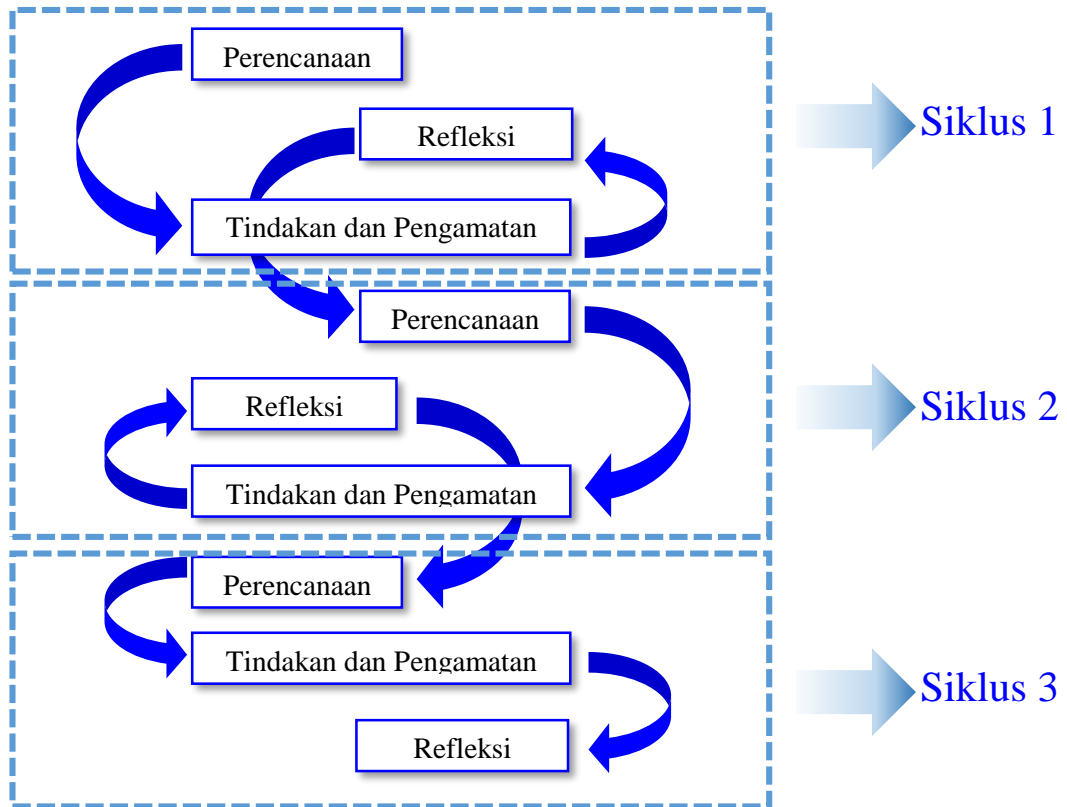 Perencanaan
Refleksi
Tindakan dan Pengamatan
Siklus 1
Perencanaan
Refleksi
Tindakan dan Pengamatan
Siklus 2
Perencanaan
Tindakan dan Pengamatan
Refleksi
Siklus 3